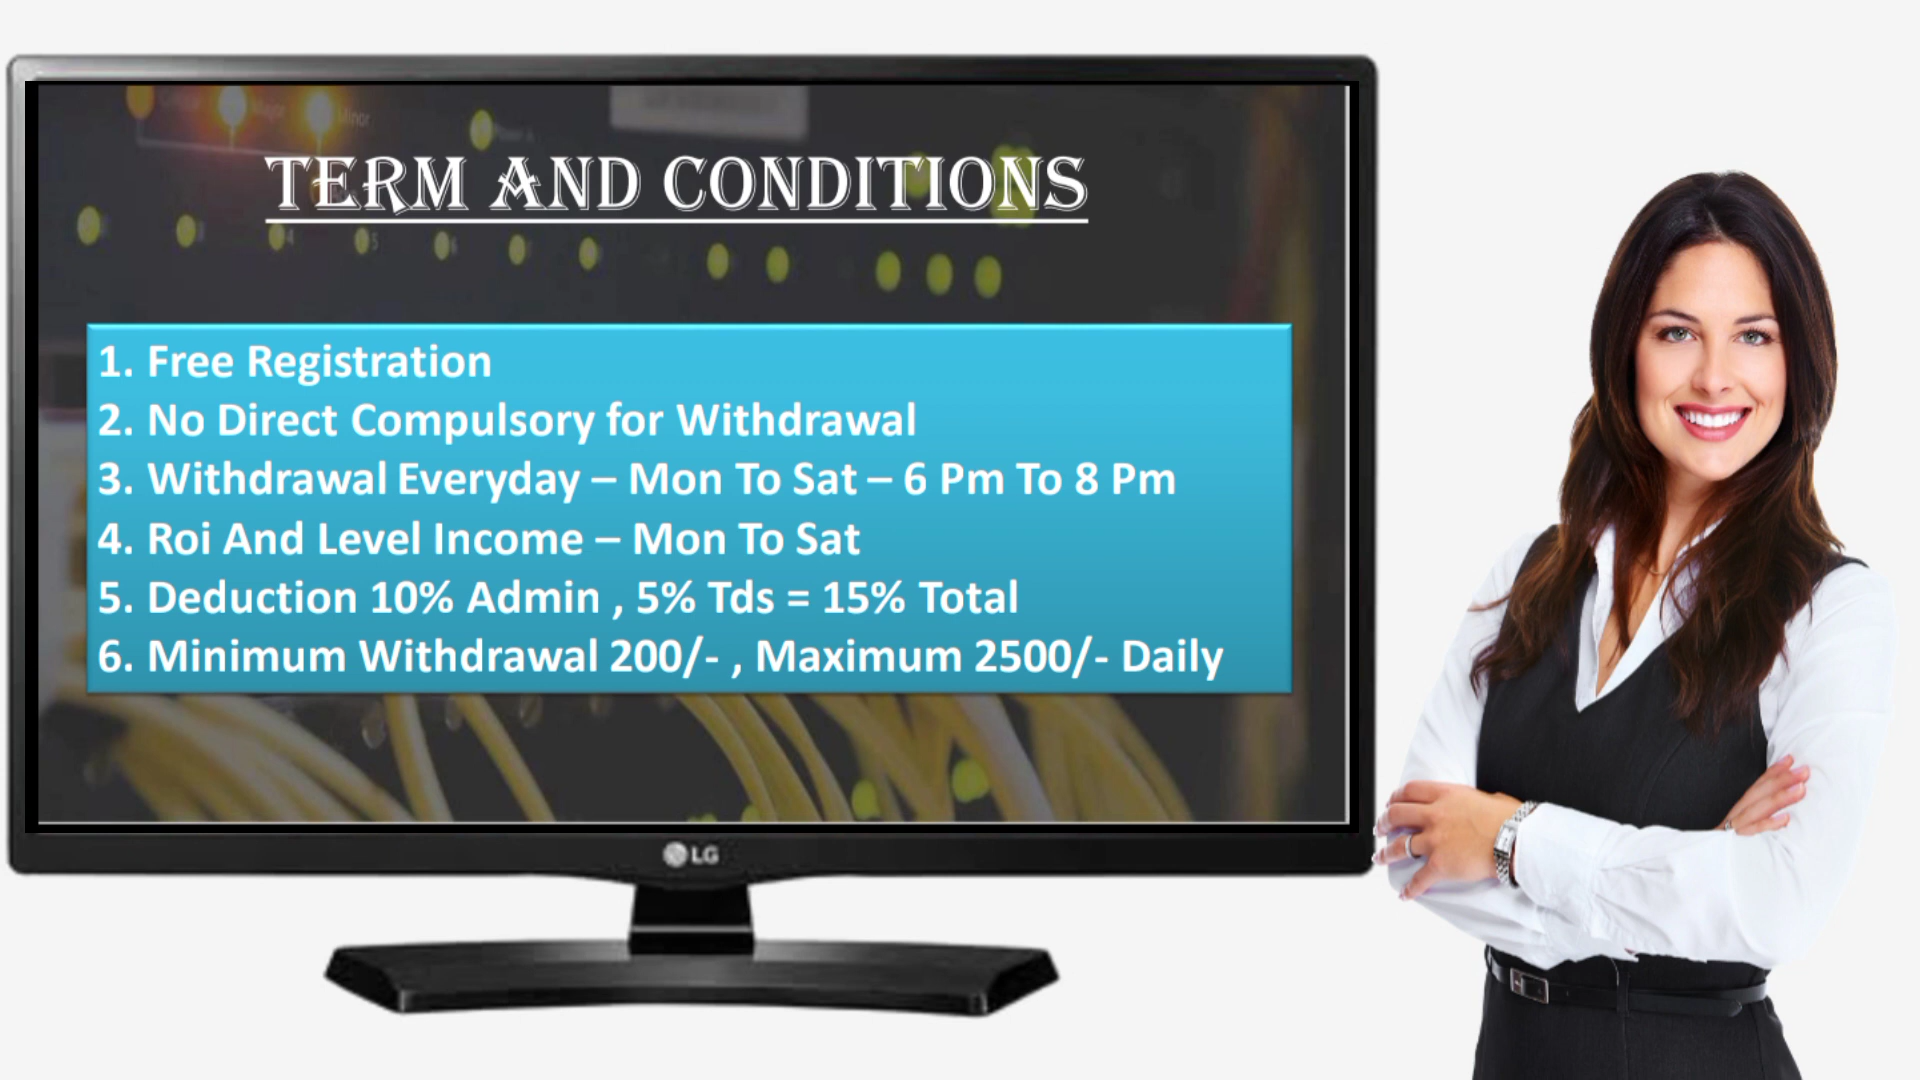 TERM AND CONDITIONS
1. Free Registration
2. No Direct Compulsory for Withdrawal
3. Withdrawal Everyday – Mon To Sat – 6 Pm To 8 Pm
4. Roi And Level Income – Mon To Sat
5. Deduction 10% Admin , 5% Tds = 15% Total
6. Minimum Withdrawal 200/- , Maximum 2500/- Daily
LG